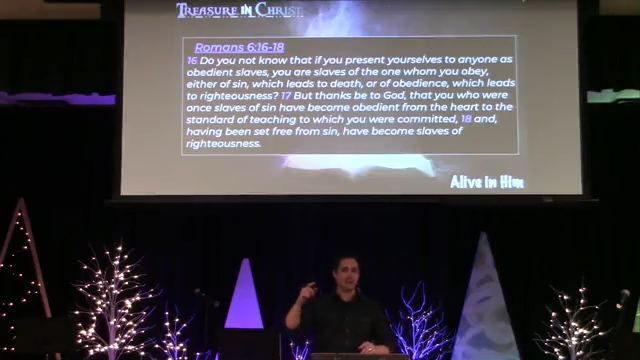 TREASURE IN CHRIST
Romans 6:16-18
16 Do you not know that if you present yourselves to anyone as
obedient slaves, you are slaves of the one whom you obey,
either of sin, which leads to death, or of obedience, which leads
to righteousness? 17 But thanks be to God, that you who were
once slaves of sin have become obedient from the heart to the
standard of teaching to which you were committed, 18 and,
having been set free from sin, have become slaves of
righteousness.
Alive in Him